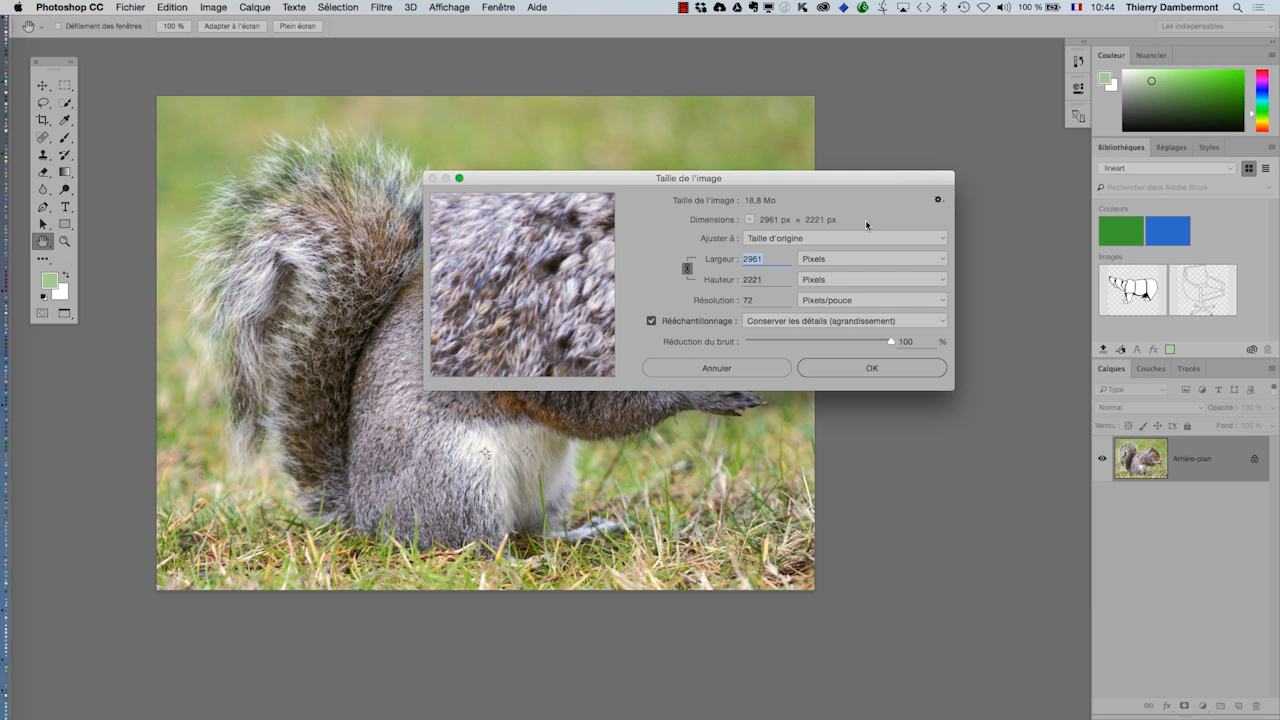 Photoshop CC Fichier Edition Image Calque Texte Sélection Filtre 3D Affichage Fenêtre Aide 100 % 10:44 Thierry Dambermont
Défilement des fenêtres 100 % Adapter à l'écran Plein écran Les indispensables
Couleur Nuancier
Bibliothèques Réglages Styles
lineart
Rechercher dans Adobe Stock
Couleurs
Images
Taille de l'image
Taille de l'image : 18,8 Mo
Dimensions : 2961 px × 2221 px
Ajuster à : Taille d'origine
Largeur : 2961 Pixels
Hauteur : 2221 Pixels
Résolution : 72 Pixels/pouce
Rééchantillonnage : Conserver les détails (agrandissement)
Réduction du bruit : 100 %
Annuler OK
Calques Couches Tracés
Type
Normal Opacité : 100 %
Verrou : Fond : 100 %
Arrière-plan